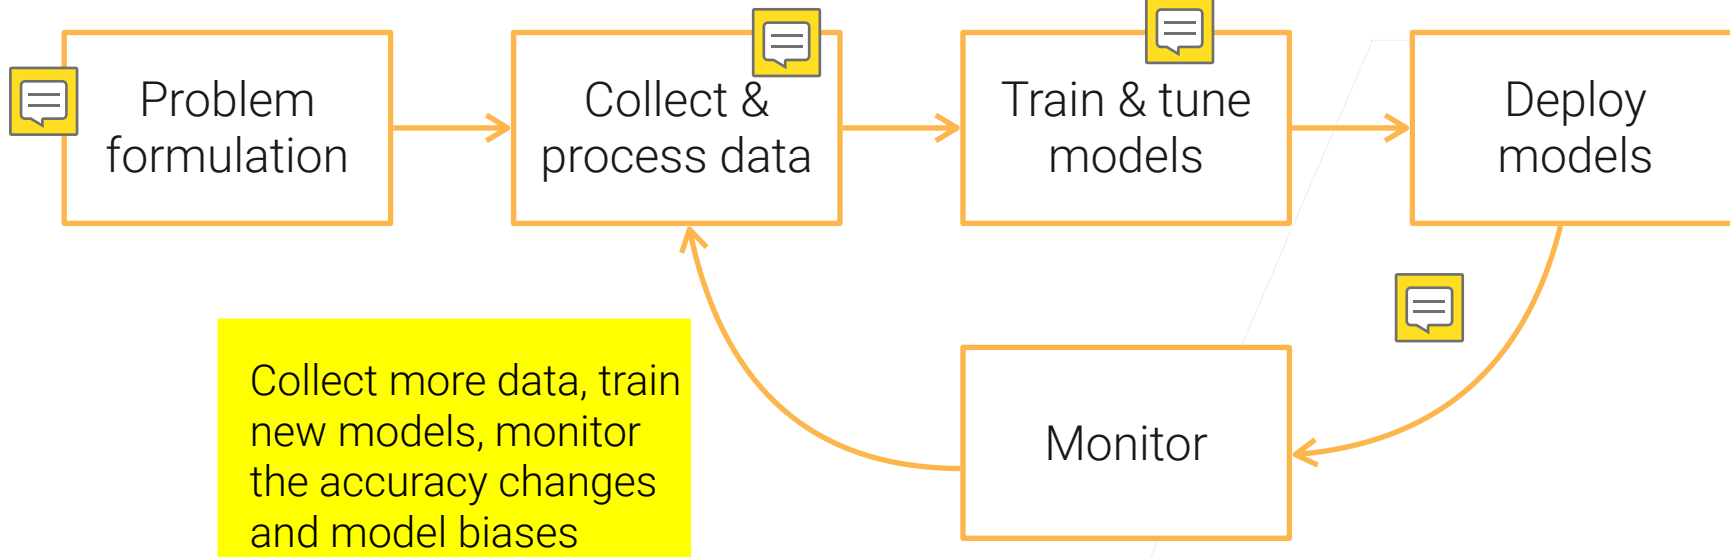 Problem
formulation
Collect &
process data
Train & tune
models
Deploy
models
Monitor
Collect more data, train
new models, monitor
the accuracy changes
and model biases